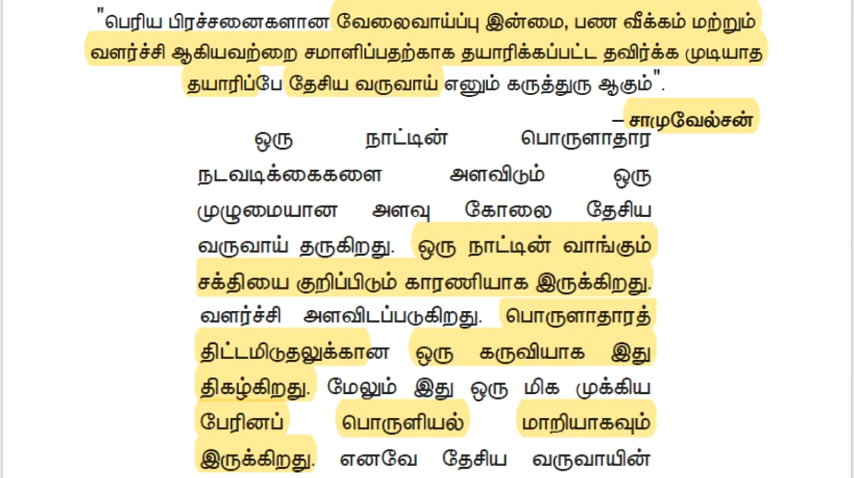 "பெரிய பிரச்சனைகளான வேலைவாய்ப்பு இன்மை, பண வீக்கம் மற்றும்
வளர்ச்சி ஆகியவற்றை சமாளிப்பதற்காக தயாரிக்கப்பட்ட தவிர்க்க முடியாத
தயாரிப்பே தேசிய வருவாய் எனும் கருத்துரு ஆகும்".
– சாமுவேல்சன்
ஒரு நாட்டின் பொருளாதார
நடவடிக்கைகளை அளவிடும் ஒரு
முழுமையான அளவு கோலை தேசிய
வருவாய் தருகிறது. ஒரு நாட்டின் வாங்கும்
சக்தியை குறிப்பிடும் காரணியாக இருக்கிறது.
வளர்ச்சி அளவிடப்படுகிறது. பொருளாதாரத்
திட்டமிடுதலுக்கான ஒரு கருவியாக இது
திகழ்கிறது. மேலும் இது ஒரு மிக முக்கிய
பேரினப் பொருளியல் மாறியாகவும்
இருக்கிறது. எனவே தேசிய வருவாயின்